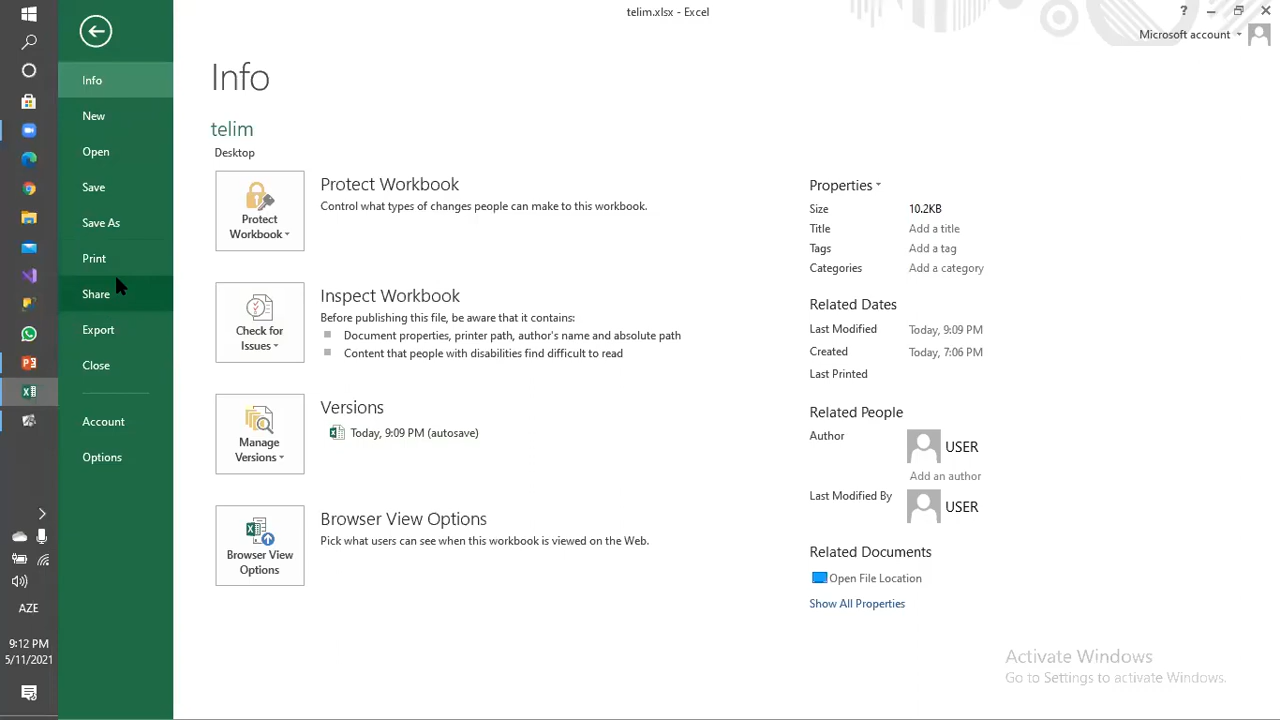 telim.xlsx - Excel
?
Microsoft account
Info
New
Open
Save
Save As
Print
Share
Export
Close
Account
Options
Info
telim
Desktop
Protect Workbook
Protect Workbook
Control what types of changes people can make to this workbook.
Check for Issues
Inspect Workbook
Before publishing this file, be aware that it contains:
Document properties, printer path, author's name and absolute path
Content that people with disabilities find difficult to read
Manage Versions
Versions
Today, 9:09 PM (autosave)
Browser View Options
Browser View Options
Pick what users can see when this workbook is viewed on the Web.
Properties
Size 10.2KB
Title Add a title
Tags Add a tag
Categories Add a category
Related Dates
Last Modified Today, 9:09 PM
Created Today, 7:06 PM
Last Printed
Related People
Author USER
Add an author
Last Modified By USER
Related Documents
Open File Location
Show All Properties
AZE
9:12 PM
5/11/2021
Activate Windows
Go to Settings to activate Windows.